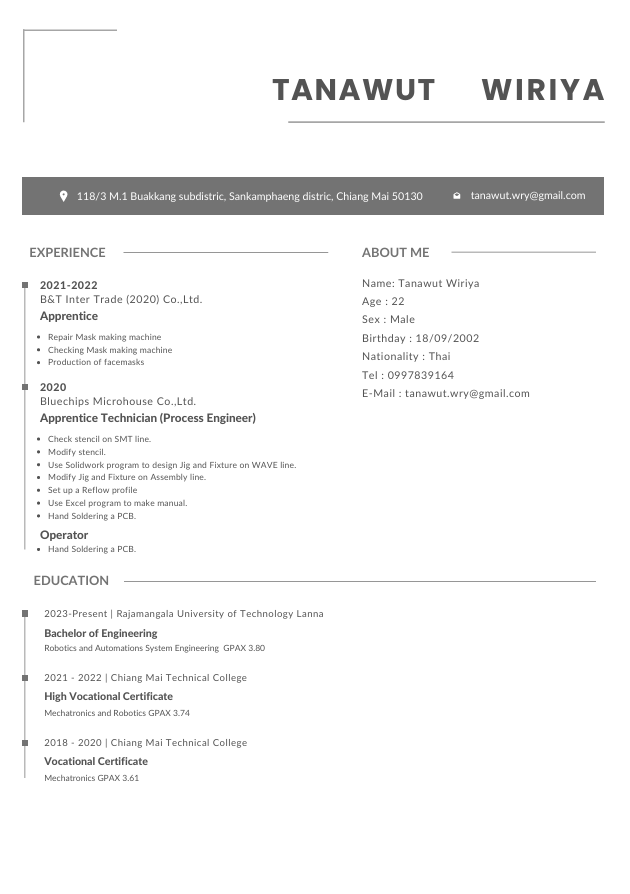 TANAWUT WIRIYA
118/3 M.1 Buakkang subdistric, Sankamphaeng distric, Chiang Mai 50130
tanawut.wry@gmail.com
EXPERIENCE
2021-2022
B&T Inter Trade (2020) Co.,Ltd.
Apprentice
• Repair Mask making machine
• Checking Mask making machine
• Production of facemasks
2020
Bluechips Microhouse Co.,Ltd.
Apprentice Technician (Process Engineer)
• Check stencil on SMT line.
• Modify stencil.
• Use Solidwork program to design Jig and Fixture on WAVE line.
• Modify Jig and Fixture on Assembly line.
• Set up a Reflow profile
• Use Excel program to make manual.
• Hand Soldering a PCB.
Operator
• Hand Soldering a PCB.
ABOUT ME
Name: Tanawut Wiriya
Age : 22
Sex : Male
Birthday : 18/09/2002
Nationality : Thai
Tel : 0997839164
E-Mail : tanawut.wry@gmail.com
EDUCATION
2023-Present | Rajamangala University of Technology Lanna
Bachelor of Engineering
Robotics and Automations System Engineering GPAX 3.80
2021 - 2022 | Chiang Mai Technical College
High Vocational Certificate
Mechatronics and Robotics GPAX 3.74
2018 - 2020 | Chiang Mai Technical College
Vocational Certificate
Mechatronics GPAX 3.61